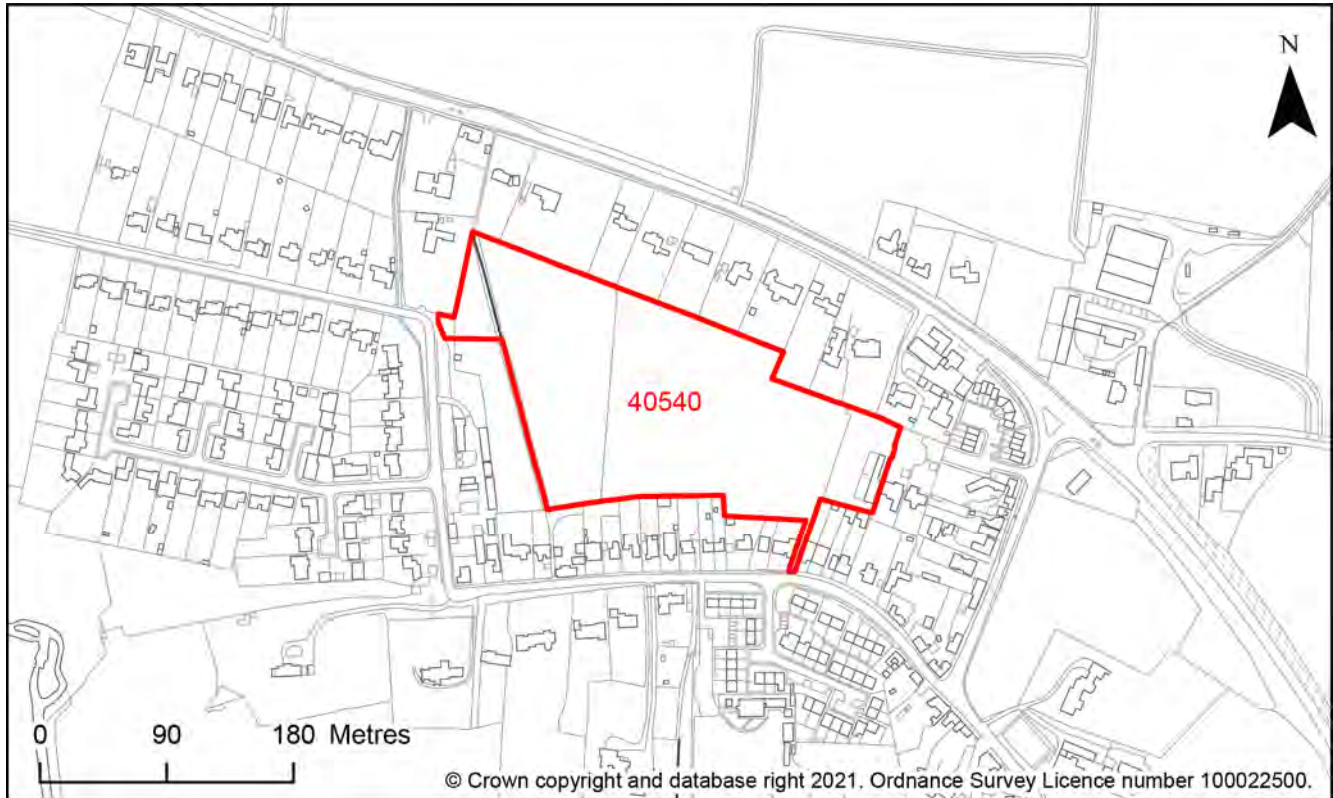 N
40540
0 90 180 Metres
© Crown copyright and database right 2021. Ordnance Survey Licence number 100022500.